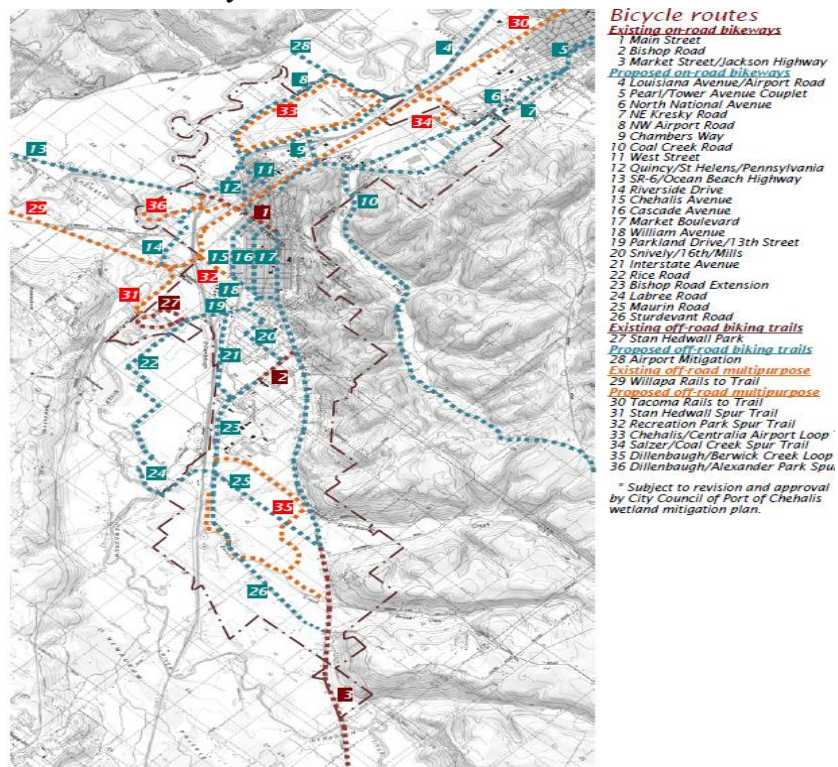 Bicycle routes
Existing on-road bikeways
1 Main Street
2 Bishop Road
3 Market Street/Jackson Highway
Proposed on-road bikeways
4 Louisiana Avenue/Airport Road
5 Pearl/Tower Avenue Couplet
6 North National Avenue
7 NE Kresky Road
8 NW Airport Road
9 Chambers Way
10 Coal Creek Road
11 West Street
12 Quincy/St Helens/Pennsylvania
13 SR-6/Ocean Beach Highway
14 Riverside Drive
15 Chehalis Avenue
16 Cascade Avenue
17 Market Boulevard
18 William Avenue
19 Parkland Drive/13th Street
20 Snively/16th/Mills
21 Interstate Avenue
22 Rice Road
23 Bishop Road Extension
24 Labree Road
25 Maurin Road
26 Sturdevant Road
Existing off-road biking trails
27 Stan Hedwall Park
Proposed off-road biking trails
28 Airport Mitigation
Existing off-road multipurpose
29 Willapa Rails to Trail
Proposed off-road multipurpose
30 Tacoma Rails to Trail
31 Stan Hedwall Spur Trail
32 Recreation Park Spur Trail
33 Chehalis/Centralia Airport Loop
34 Salzer/Coal Creek Spur Trail
35 Dillenbaugh/Berwick Creek Loop
36 Dillenbaugh/Alexander Park Spur
* Subject to revision and approval
by City Council of Port of Chehalis
wetland mitigation plan.
30
28
4
5
8
6
7
33
34
9
13
11
12
10
36
29
1
14
15
16
17
32
31
18
27
19
20
22
21
2
23
24
25
35
26
3